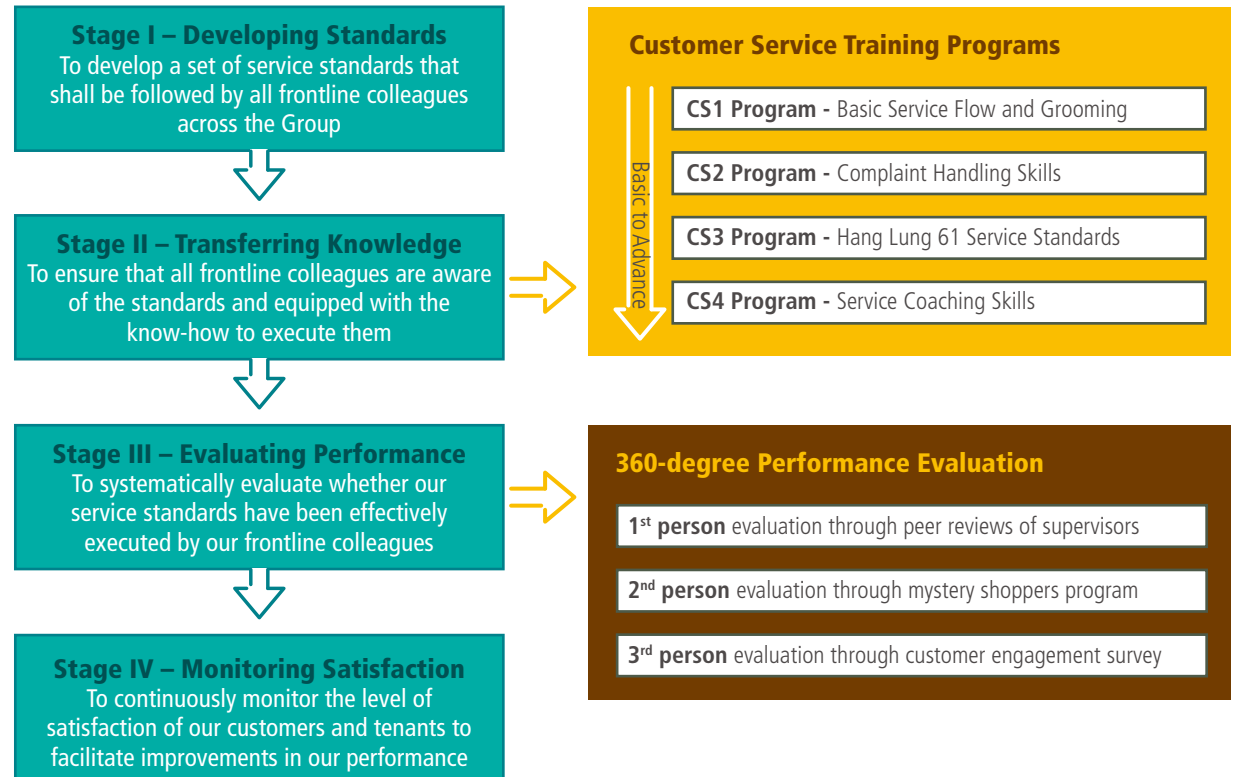 Stage I – Developing Standards
To develop a set of service standards that
shall be followed by all frontline colleagues
across the Group
Stage II – Transferring Knowledge
To ensure that all frontline colleagues are aware
of the standards and equipped with the
know-how to execute them
Stage III – Evaluating Performance
To systematically evaluate whether our
service standards have been effectively
executed by our frontline colleagues
Stage IV – Monitoring Satisfaction
To continuously monitor the level of
satisfaction of our customers and tenants to
facilitate improvements in our performance
Customer Service Training Programs
Basic to Advance
CS1 Program - Basic Service Flow and Grooming
CS2 Program - Complaint Handling Skills
CS3 Program - Hang Lung 61 Service Standards
CS4 Program - Service Coaching Skills
360-degree Performance Evaluation
1st person evaluation through peer reviews of supervisors
2nd person evaluation through mystery shoppers program
3rd person evaluation through customer engagement survey